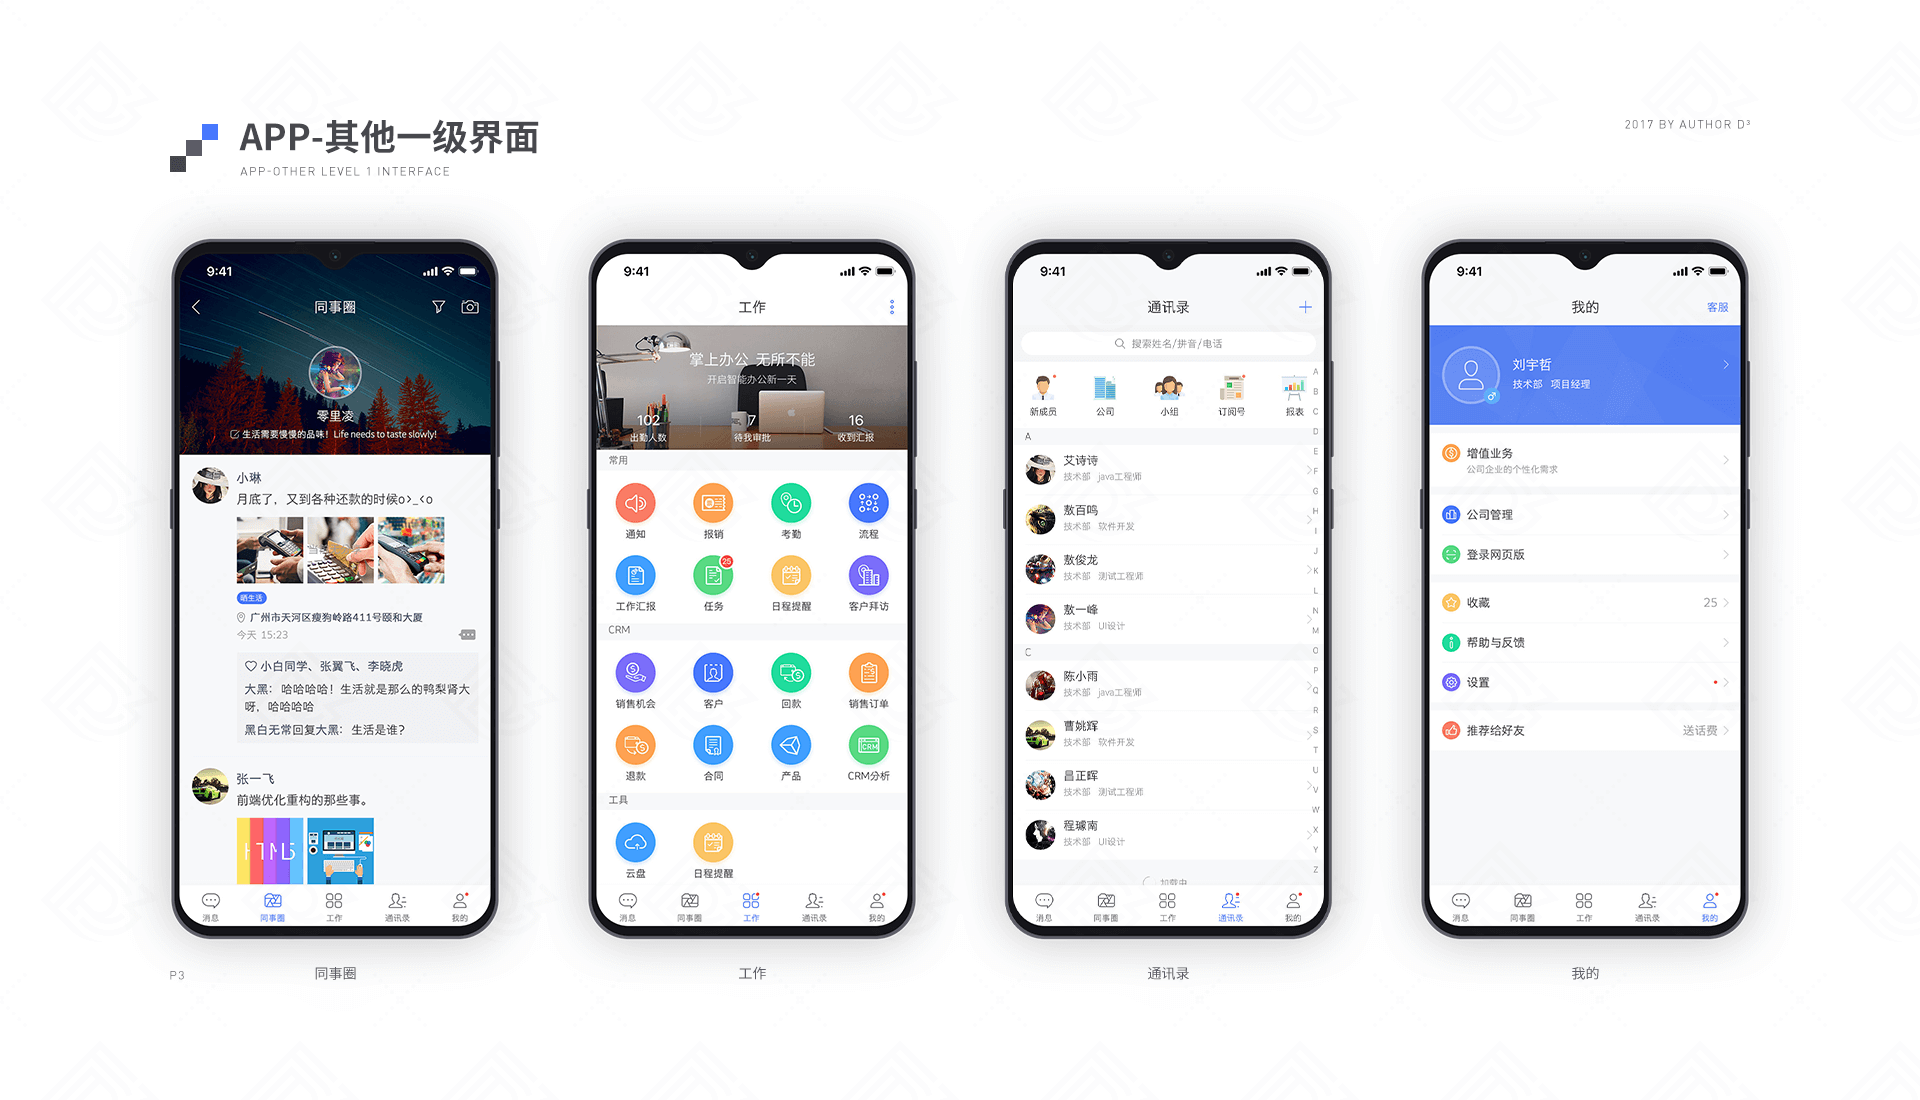 APP-其他一级界面
APP-OTHER LEVEL 1 INTERFACE
2017 BY AUTHOR D³
9:41
同事圈
零里凌
生活需要慢慢的品味！Life needs to taste slowly!
小琳
月底了，又到各种还款的时候o>_<o
晒生活
广州市天河区瘦狗岭路411号颐和大厦
今天 15:23
小白同学、张翼飞、李晓虎
大黑：哈哈哈哈！生活就是那么的鸭梨肾大
呀，哈哈哈哈
黑白无常回复大黑：生活是谁？
张一飞
前端优化重构的那些事。
HTML5
消息 同事圈 工作 通讯录 我的
9:41
工作
掌上办公 无所不能
开启智能办公新一天
102 7 16
出勤人数 待我审批 收到汇报
常用
通知 报销 考勤 流程
25
工作汇报 任务 日程提醒 客户拜访
CRM
销售机会 客户 回款 销售订单
CRM
退款 合同 产品 CRM分析
工具
云盘 日程提醒
消息 同事圈 工作 通讯录 我的
9:41
通讯录
搜索姓名/拼音/电话
新成员 公司 小组 订阅号 报表
A
艾诗诗
技术部 java工程师
敖百鸣
技术部 软件开发
敖俊龙
技术部 测试工程师
敖一峰
技术部 UI设计
C
陈小雨
技术部 java工程师
曹姚辉
技术部 软件开发
昌正晖
技术部 测试工程师
程璩南
技术部 UI设计
加载中
A
B
C
D
E
F
G
H
I
J
K
L
N
M
O
P
Q
R
S
T
U
V
W
X
Y
Z
消息 同事圈 工作 通讯录 我的
9:41
我的
客服
刘宇哲
技术部 项目经理
增值业务
公司企业的个性化需求
公司管理
登录网页版
收藏 25
帮助与反馈
设置
推荐给好友 送话费
消息 同事圈 工作 通讯录 我的
P3
同事圈
工作
通讯录
我的